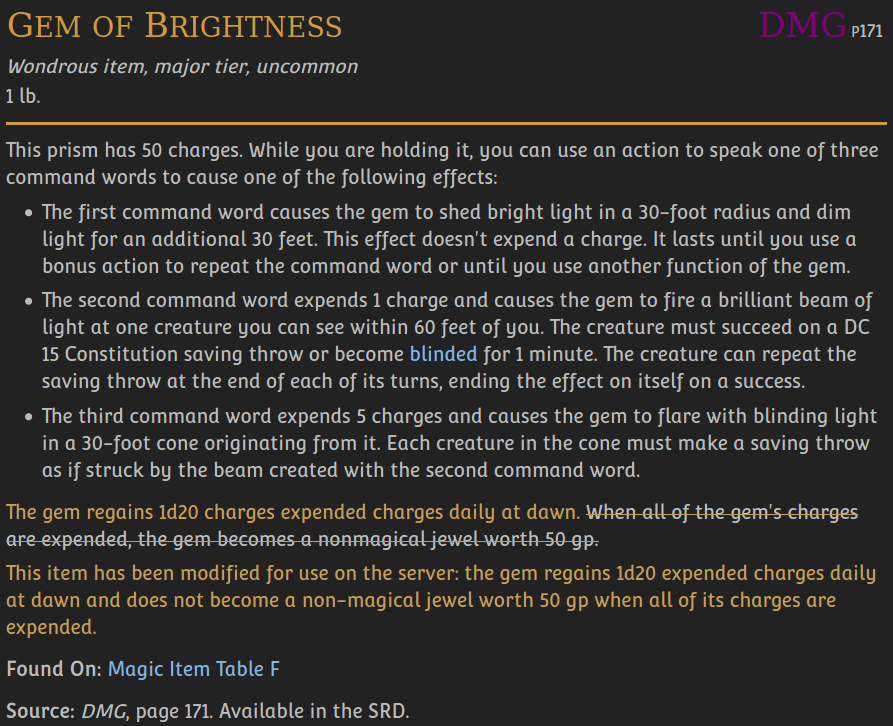 Gem of Brightness DMG P171
Wondrous item, major tier, uncommon
1 lb.
This prism has 50 charges. While you are holding it, you can use an action to speak one of three
command words to cause one of the following effects:
• The first command word causes the gem to shed bright light in a 30-foot radius and dim
light for an additional 30 feet. This effect doesn't expend a charge. It lasts until you use a
bonus action to repeat the command word or until you use another function of the gem.
• The second command word expends 1 charge and causes the gem to fire a brilliant beam of
light at one creature you can see within 60 feet of you. The creature must succeed on a DC
15 Constitution saving throw or become blinded for 1 minute. The creature can repeat the
saving throw at the end of each of its turns, ending the effect on itself on a success.
• The third command word expends 5 charges and causes the gem to flare with blinding light
in a 30-foot cone originating from it. Each creature in the cone must make a saving throw
as if struck by the beam created with the second command word.
The gem regains 1d20 charges expended charges daily at dawn. When all of the gem's charges
are expended, the gem becomes a nonmagical jewel worth 50 gp.
This item has been modified for use on the server: the gem regains 1d20 expended charges daily
at dawn and does not become a non-magical jewel worth 50 gp when all of its charges are
expended.
Found On: Magic Item Table F
Source: DMG, page 171. Available in the SRD.